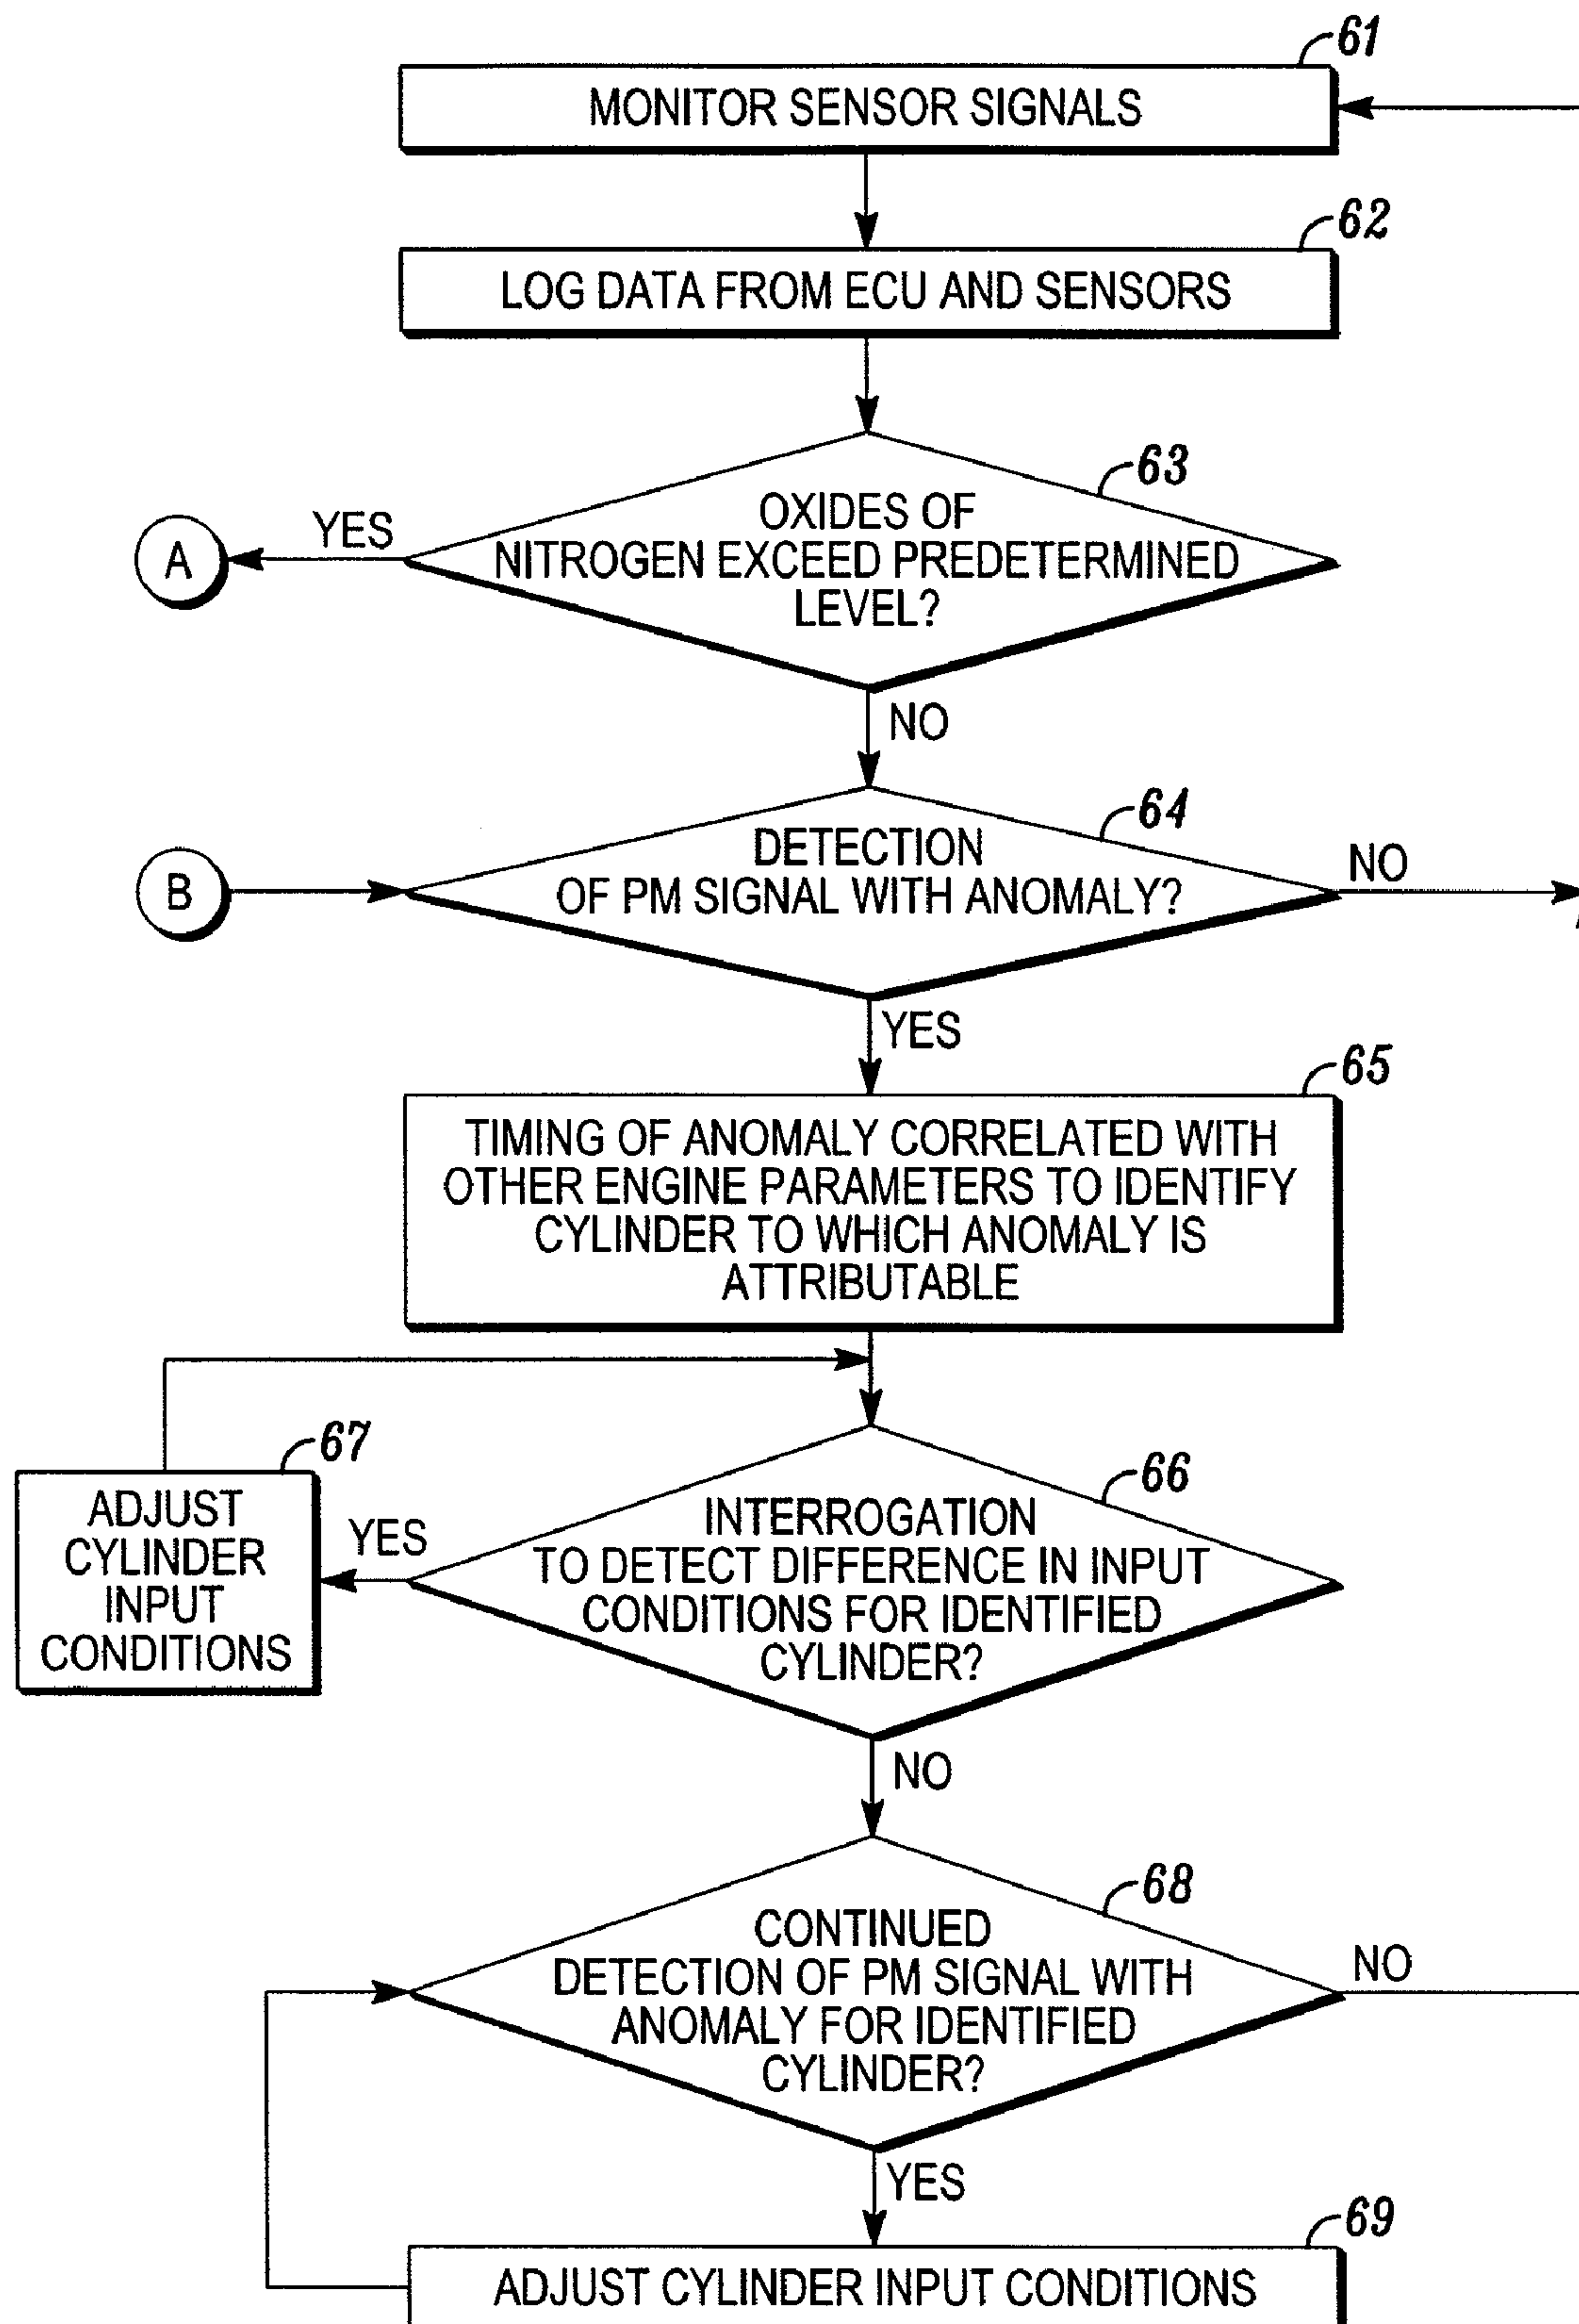 61
MONITOR SENSOR SIGNALS
62
LOG DATA FROM ECU AND SENSORS
63
OXIDES OF
NITROGEN EXCEED PREDETERMINED
LEVEL?
YES
A
NO
64
DETECTION
OF PM SIGNAL WITH ANOMALY?
NO
B
YES
65
TIMING OF ANOMALY CORRELATED WITH
OTHER ENGINE PARAMETERS TO IDENTIFY
CYLINDER TO WHICH ANOMALY IS
ATTRIBUTABLE
67
ADJUST
CYLINDER
INPUT
CONDITIONS
YES
66
INTERROGATION
TO DETECT DIFFERENCE IN INPUT
CONDITIONS FOR IDENTIFIED
CYLINDER?
NO
68
CONTINUED
DETECTION OF PM SIGNAL WITH
ANOMALY FOR IDENTIFIED
CYLINDER?
NO
YES
69
ADJUST CYLINDER INPUT CONDITIONS